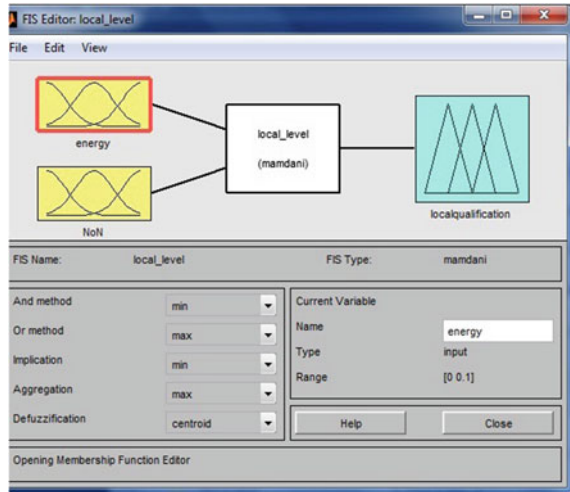 FIS Editor: local_level
File Edit View
energy
local_level
(mamdani)
NoN
localqualification
FIS Name: local_level FIS Type: mamdani
And method min
Or method max
Implication min
Aggregation max
Defuzzification centroid
Current Variable
Name energy
Type input
Range [0 0.1]
Help Close
Opening Membership Function Editor